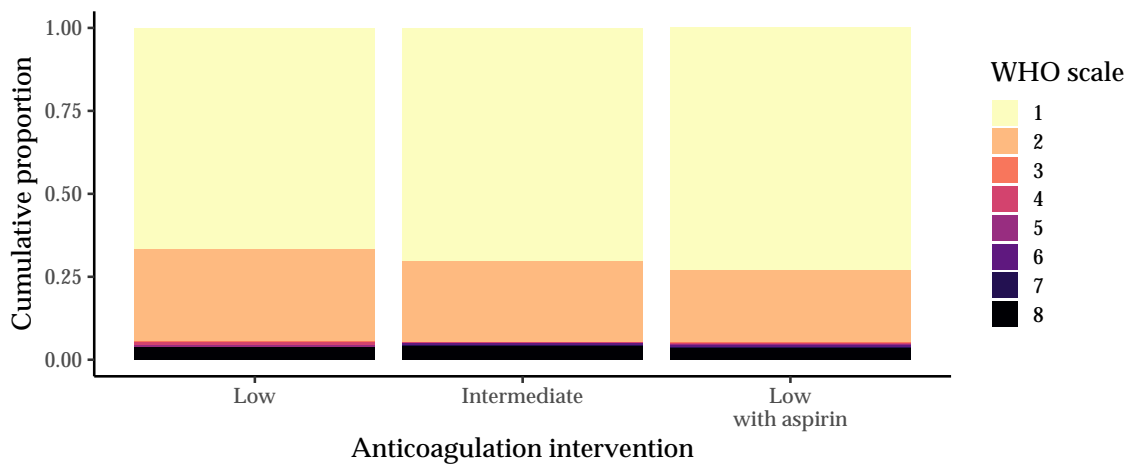 Cumulative proportion
1.00
0.75
0.50
0.25
0.00
Low
Intermediate
Low
with aspirin
Anticoagulation intervention
WHO scale
1
2
3
4
5
6
7
8